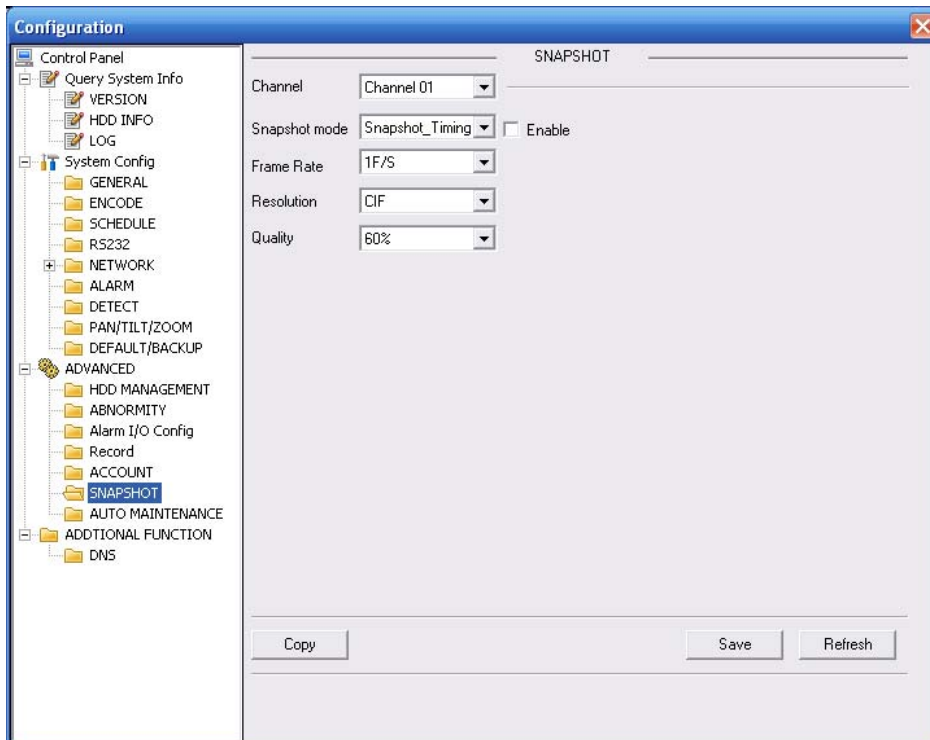 Configuration
Control Panel
Query System Info
VERSION
HDD INFO
LOG
System Config
GENERAL
ENCODE
SCHEDULE
RS232
NETWORK
ALARM
DETECT
PAN/TILT/ZOOM
DEFAULT/BACKUP
ADVANCED
HDD MANAGEMENT
ABNORMITY
Alarm I/O Config
Record
ACCOUNT
SNAPSHOT
AUTO MAINTENANCE
ADDTIONAL FUNCTION
DNS
SNAPSHOT
Channel Channel 01
Snapshot mode Snapshot_Timing Enable
Frame Rate 1F/S
Resolution CIF
Quality 60%
Copy Save Refresh